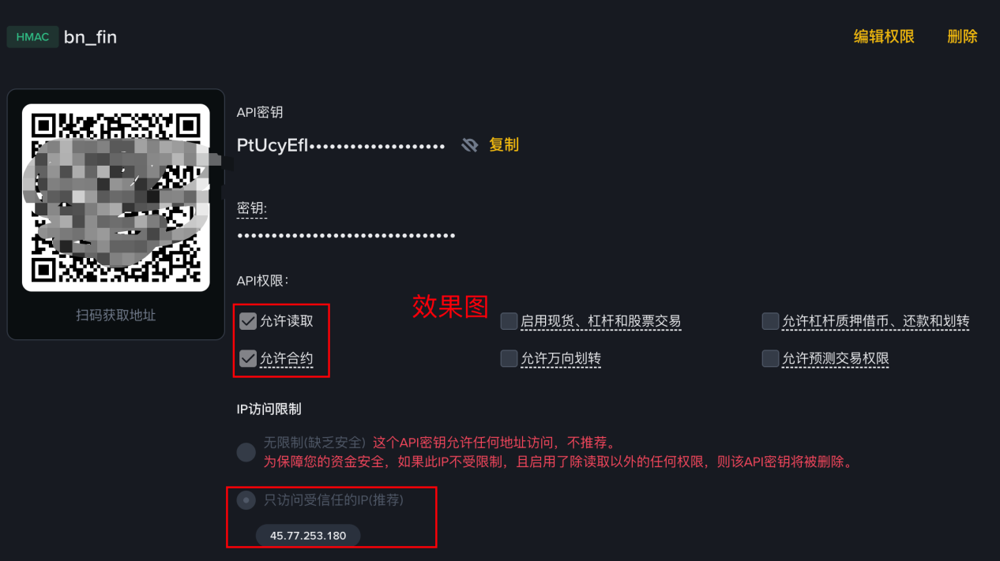 HMAC bn_fin 编辑权限 删除
API密钥
PtUcyEfl••••••••••••••••••• 复制
密钥:
••••••••••••••••••••••••••••••••
扫码获取地址
API权限：
效果图
允许读取 启用现货、杠杆和股票交易 允许杠杆质押借币、还款和划转
允许合约 允许万向划转 允许预测交易权限
IP访问限制
无限制(缺乏安全) 这个API密钥允许任何地址访问，不推荐。
为保障您的资金安全，如果此IP不受限制，且启用了除读取以外的任何权限，则该API密钥将被删除。
只访问受信任的IP(推荐)
45.77.253.180